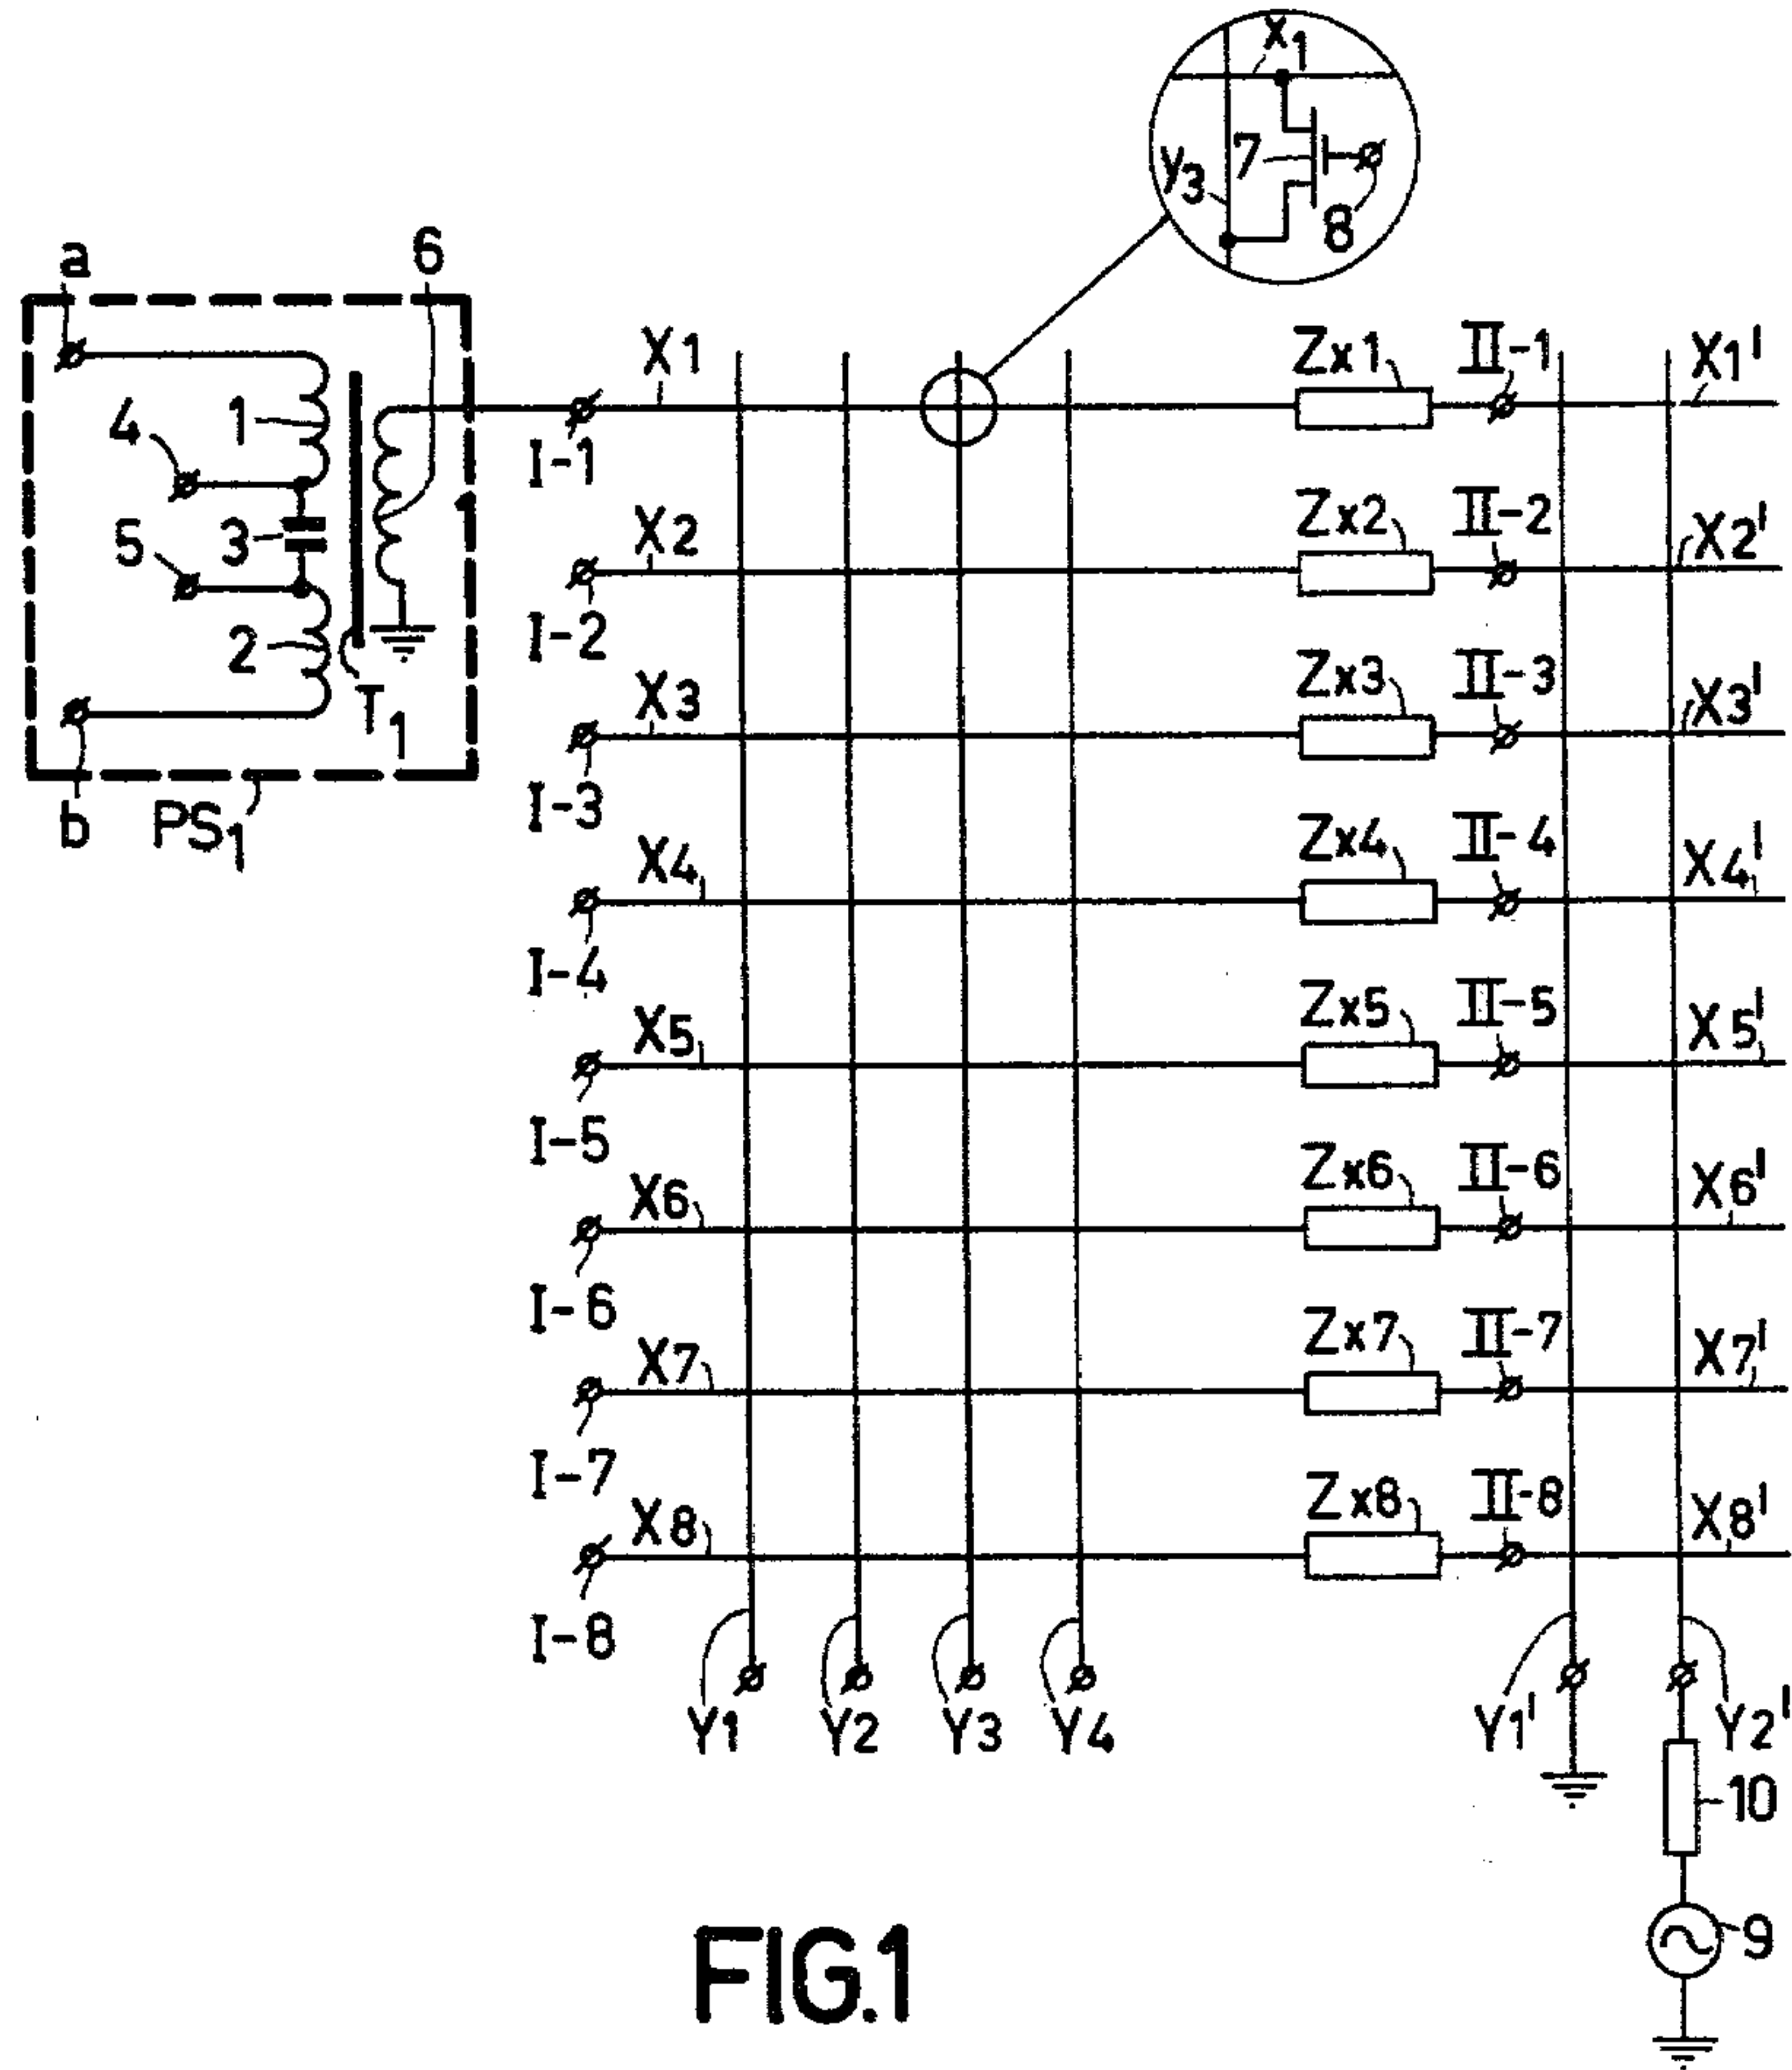 X1
Y3
7
8
a
6
X1
Zx1
II-1
X1'
4
1
I-1
5
3
X2
Zx2
II-2
X2'
2
I-2
T1
X3
Zx3
II-3
X3'
b
PS1
I-3
X4
Zx4
II-4
X4'
I-4
X5
Zx5
II-5
X5'
I-5
X6
Zx6
II-6
X6'
I-6
X7
Zx7
II-7
X7'
I-7
X8
Zx8
II-8
X8'
I-8
Y1
Y2
Y3
Y4
Y1'
Y2'
10
9
FIG.1